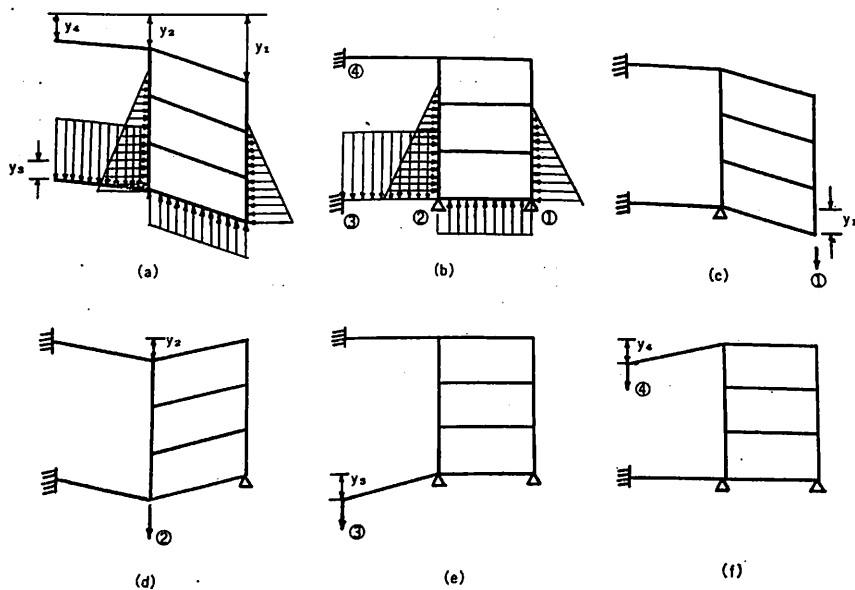 y₄
y₂
y₁
y₃
(a)
④
③
②
①
(b)
y₁
①
(c)
y₂
②
(d)
y₃
③
(e)
y₄
④
(f)